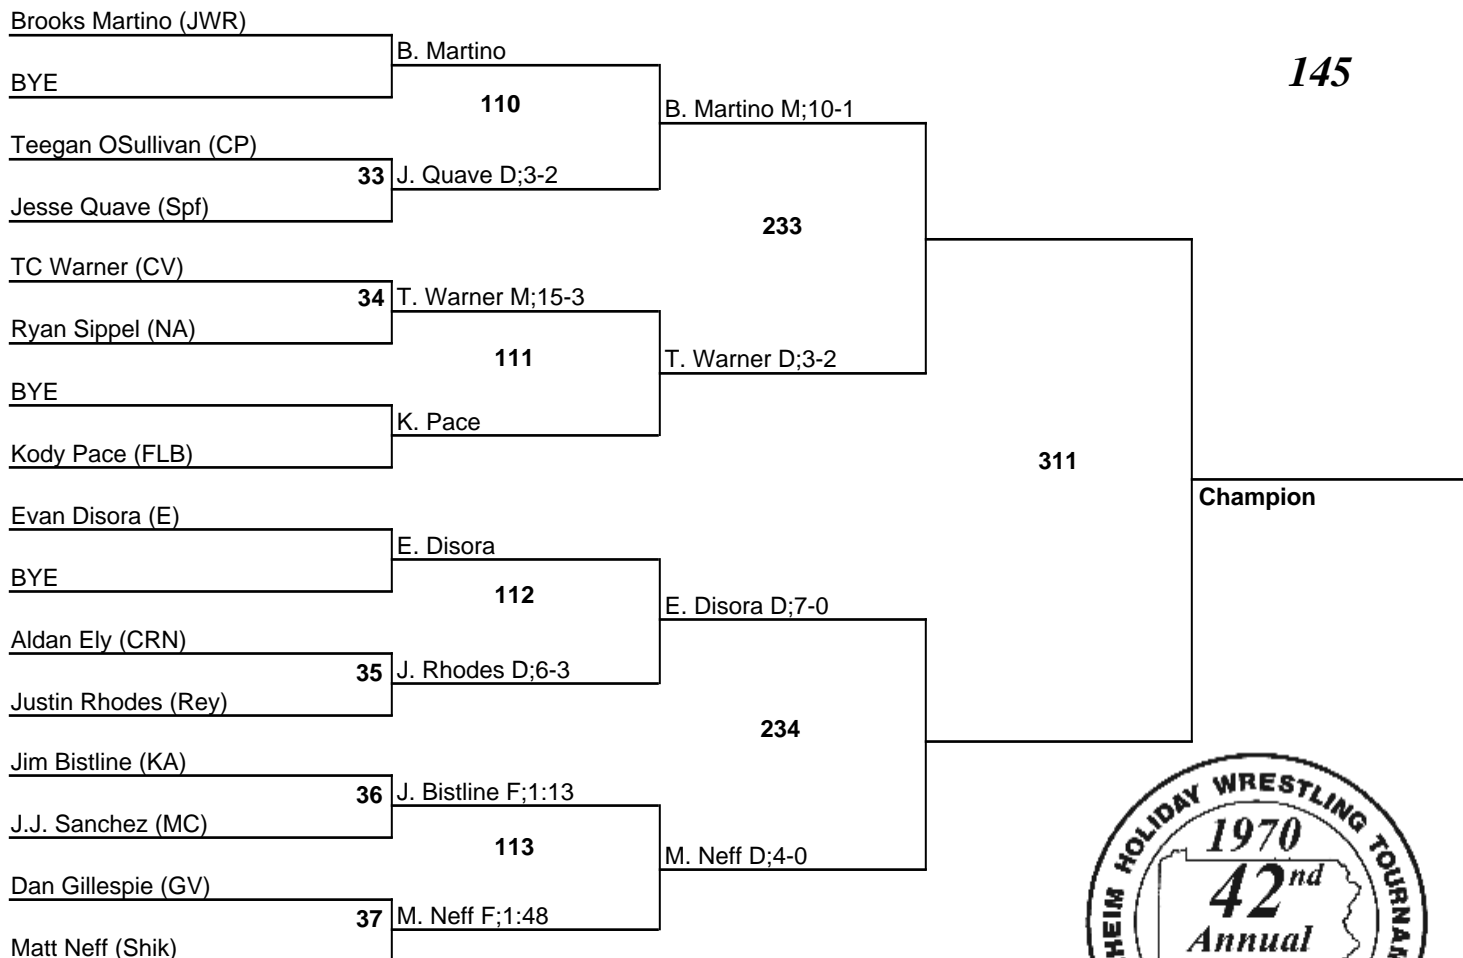 Brooks Martino (JWR)
BYE
Teegan OSullivan (CP)
Jesse Quave (Spf)
TC Warner (CV)
Ryan Sippel (NA)
BYE
Kody Pace (FLB)
Evan Disora (E)
BYE
Aldan Ely (CRN)
Justin Rhodes (Rey)
Jim Bistline (KA)
J.J. Sanchez (MC)
Dan Gillespie (GV)
Matt Neff (Shik)
33
34
35
36
37
B. Martino
J. Quave D;3-2
T. Warner M;15-3
K. Pace
E. Disora
J. Rhodes D;6-3
J. Bistline F;1:13
M. Neff F;1:48
110
111
112
113
B. Martino M;10-1
T. Warner D;3-2
E. Disora D;7-0
M. Neff D;4-0
233
234
311
Champion
145
HEIM HOLIDAY WRESTLING TOURNAM
1970
42nd
Annual